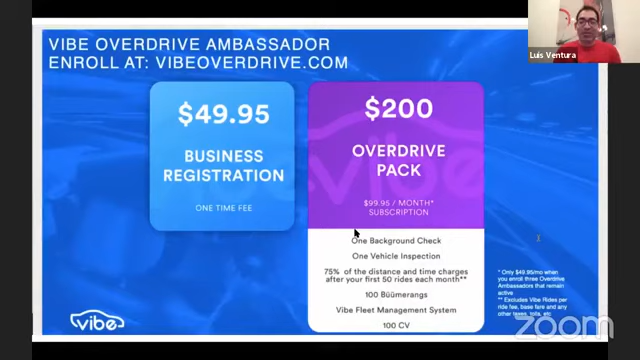 VIBE OVERDRIVE AMBASSADOR
ENROLL AT: VIBEOVERDRIVE.COM
Luis Ventura
$49.95
BUSINESS
REGISTRATION
ONE TIME FEE
$200
OVERDRIVE
PACK
$99.95 / MONTH*
SUBSCRIPTION
vibe
One Background Check
One Vehicle Inspection
75% of the distance and time charges
after your first 50 rides each month**
100 Büümerangs
Vibe Fleet Management System
100 CV
* Only $49.95/mo when
you enroll three Overdrive
Ambassadors that remain
active
** Excludes Vibe Rides per
ride fee, base fare and any
other taxes, tolls, etc
vibe
zoom